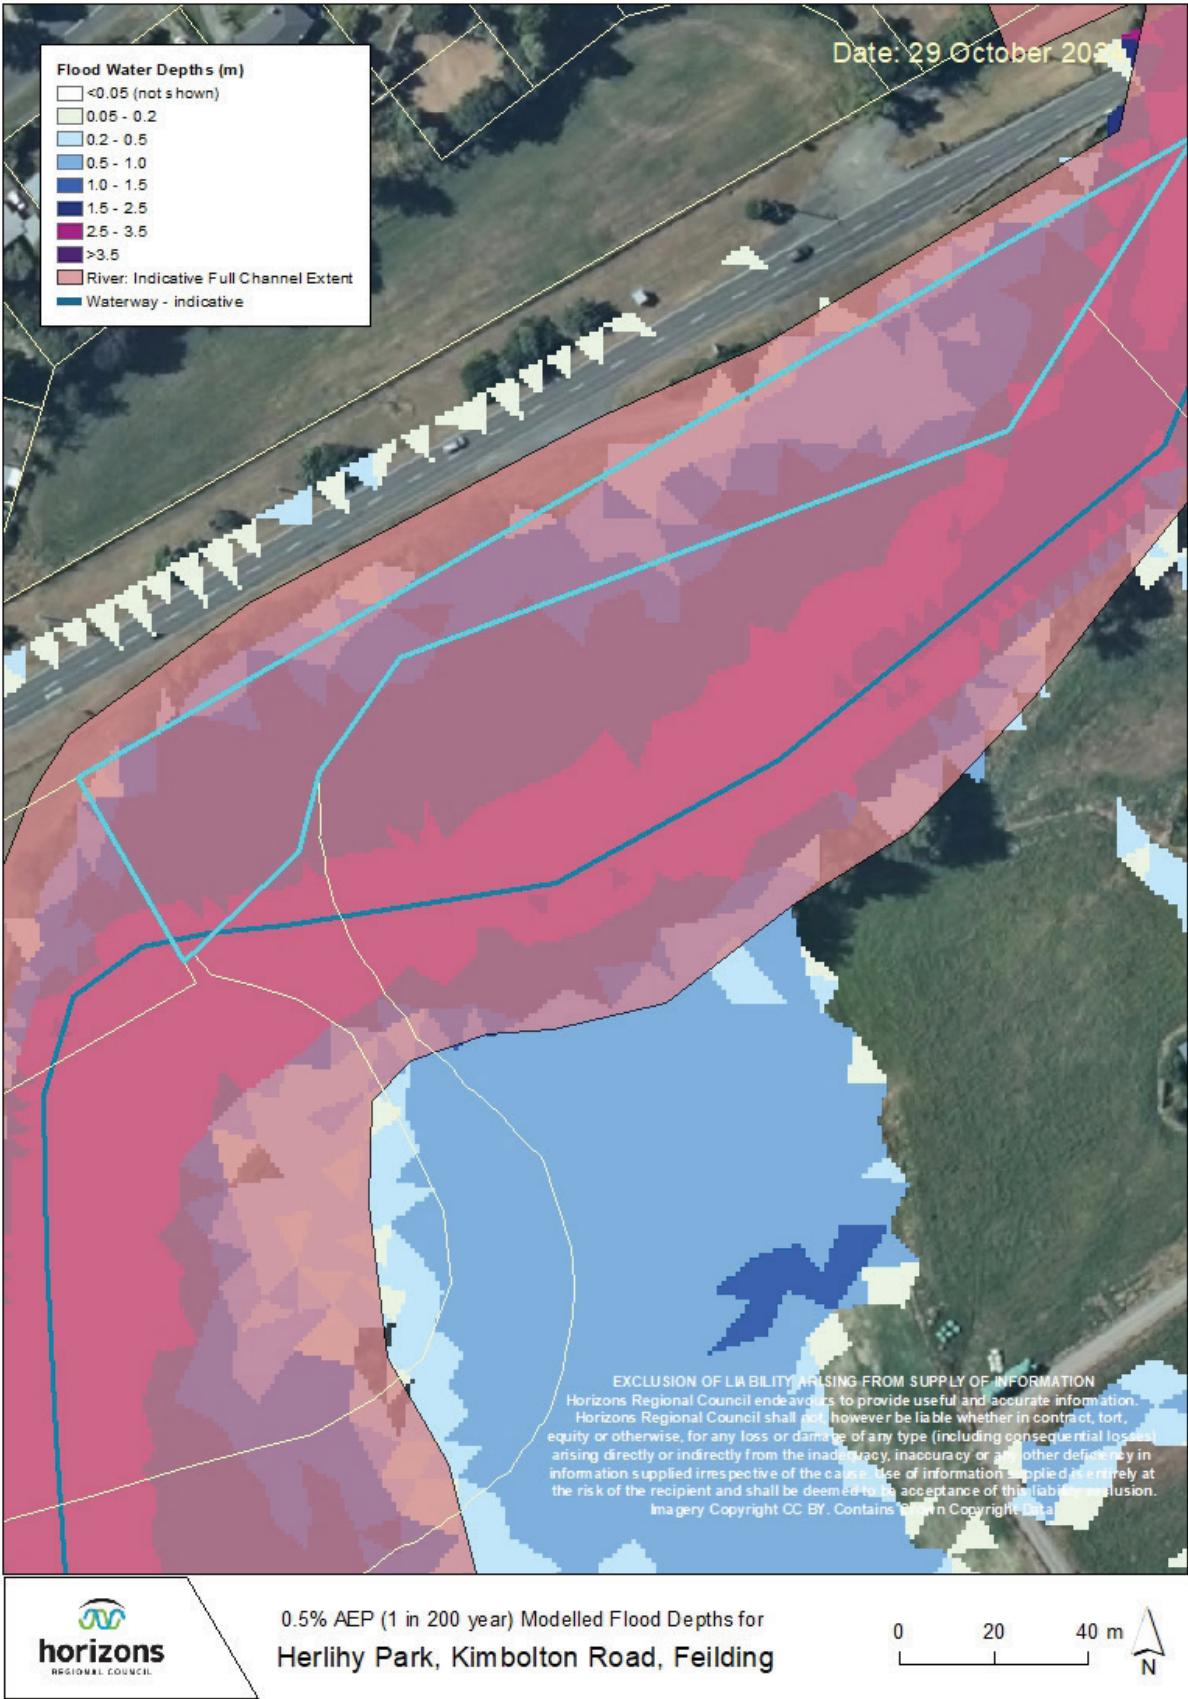 Date: 29 October 2024
Flood Water Depths (m)
<0.05 (not shown)
0.05 - 0.2
0.2 - 0.5
0.5 - 1.0
1.0 - 1.5
1.5 - 2.5
2.5 - 3.5
>3.5
River: Indicative Full Channel Extent
Waterway - indicative
EXCLUSION OF LIABILITY ARISING FROM SUPPLY OF INFORMATION
Horizons Regional Council endeavours to provide useful and accurate information.
Horizons Regional Council shall not, however be liable whether in contract, tort,
equity or otherwise, for any loss or damage of any type (including consequential losses)
arising directly or indirectly from the inadequacy, inaccuracy or any other deficiency in
information supplied irrespective of the cause. Use of information supplied is entirely at
the risk of the recipient and shall be deemed to be acceptance of this liability exclusion.
Imagery Copyright CC BY. Contains Crown Copyright Data
horizons
REGIONAL COUNCIL
0.5% AEP (1 in 200 year) Modelled Flood Depths for
Herlihy Park, Kimbolton Road, Feilding
0 20 40 m
N